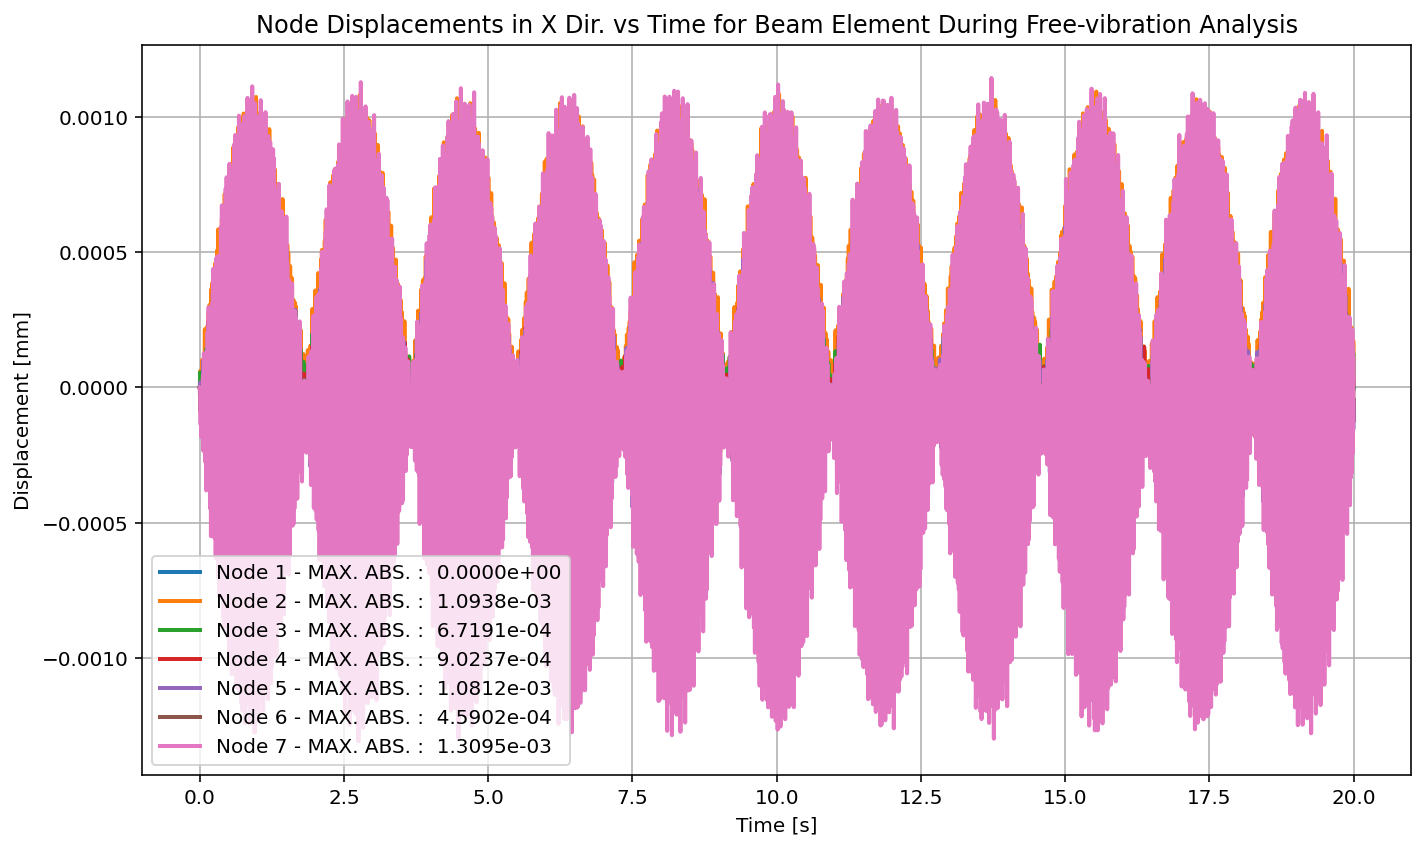 Node Displacements in X Dir. vs Time for Beam Element During Free-vibration Analysis
Displacement [mm]
0.0010
0.0005
0.0000
−0.0005
−0.0010
Node 1 - MAX. ABS. : 0.0000e+00
Node 2 - MAX. ABS. : 1.0938e-03
Node 3 - MAX. ABS. : 6.7191e-04
Node 4 - MAX. ABS. : 9.0237e-04
Node 5 - MAX. ABS. : 1.0812e-03
Node 6 - MAX. ABS. : 4.5902e-04
Node 7 - MAX. ABS. : 1.3095e-03
0.0 2.5 5.0 7.5 10.0 12.5 15.0 17.5 20.0
Time [s]